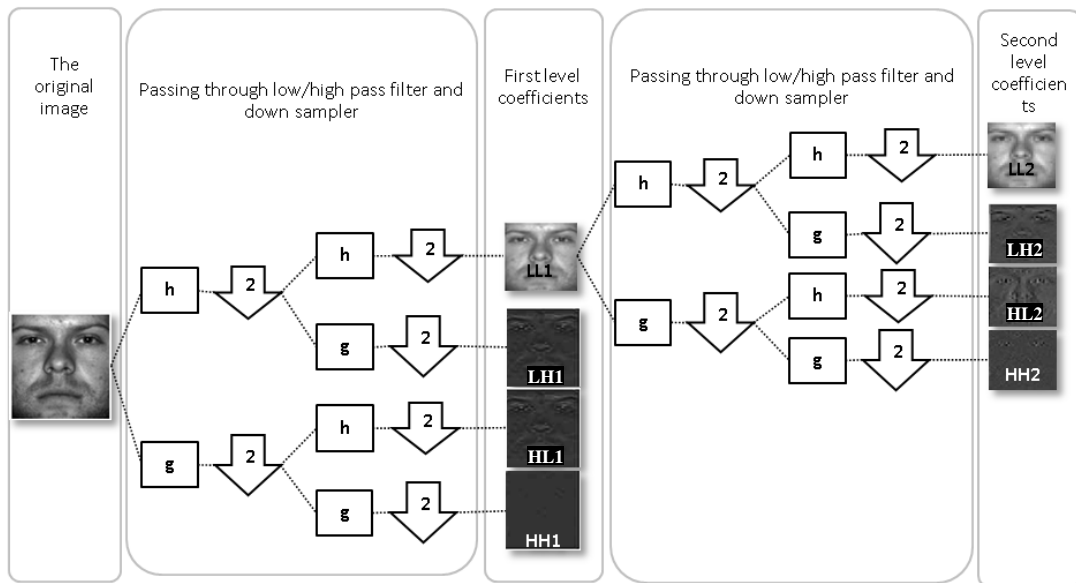 The
original
image
Passing through low/high pass filter and
down sampler
First level
coefficients
Passing through low/high pass filter and
down sampler
Second
level
coefficien
ts
h
2
h
2
LL1
g
2
LH1
g
2
h
2
HL1
g
2
HH1
h
2
h
2
LL2
g
2
LH2
g
2
h
2
HL2
g
2
HH2